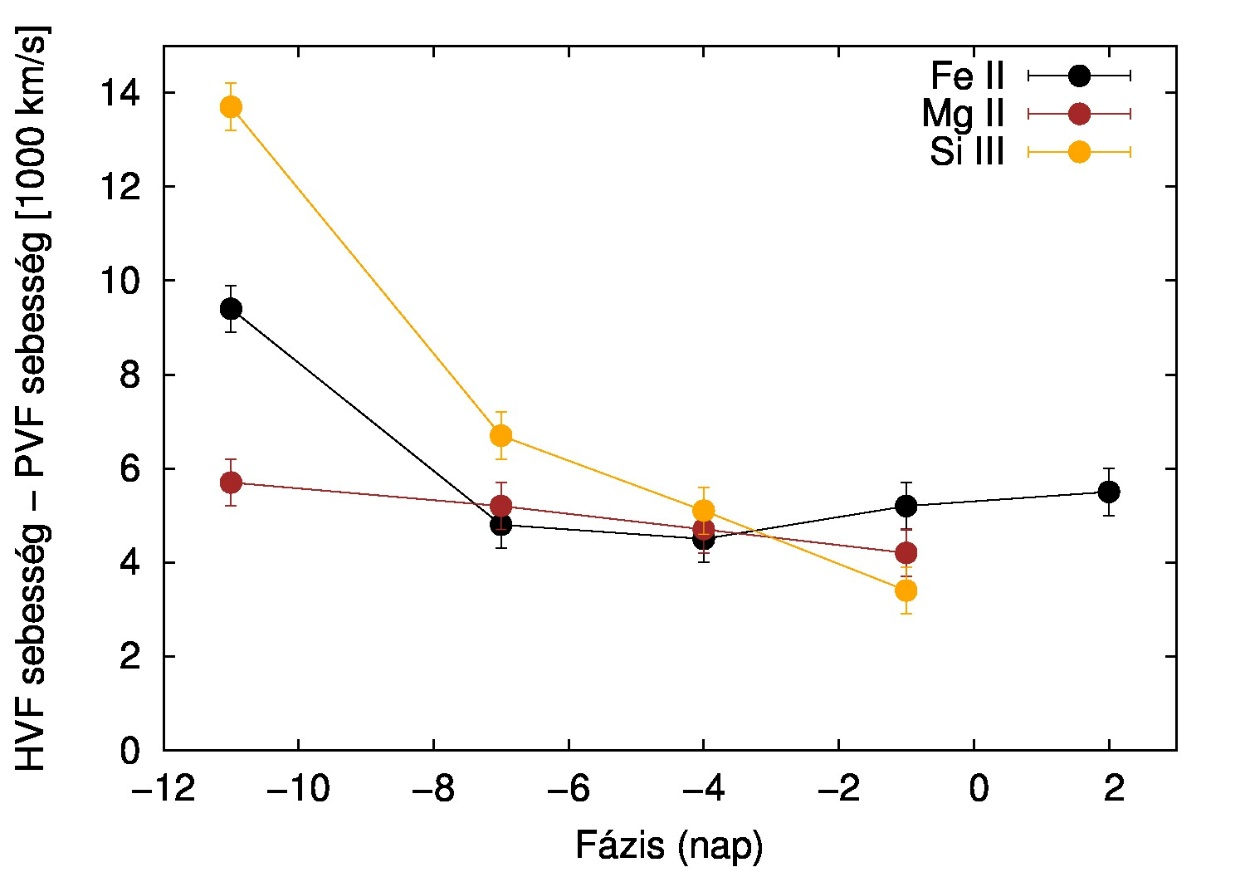 HVF sebesség – PVF sebesség [1000 km/s]
14
12
10
8
6
4
2
0
Fe II
Mg II
Si III
−12 −10 −8 −6 −4 −2 0 2
Fázis (nap)